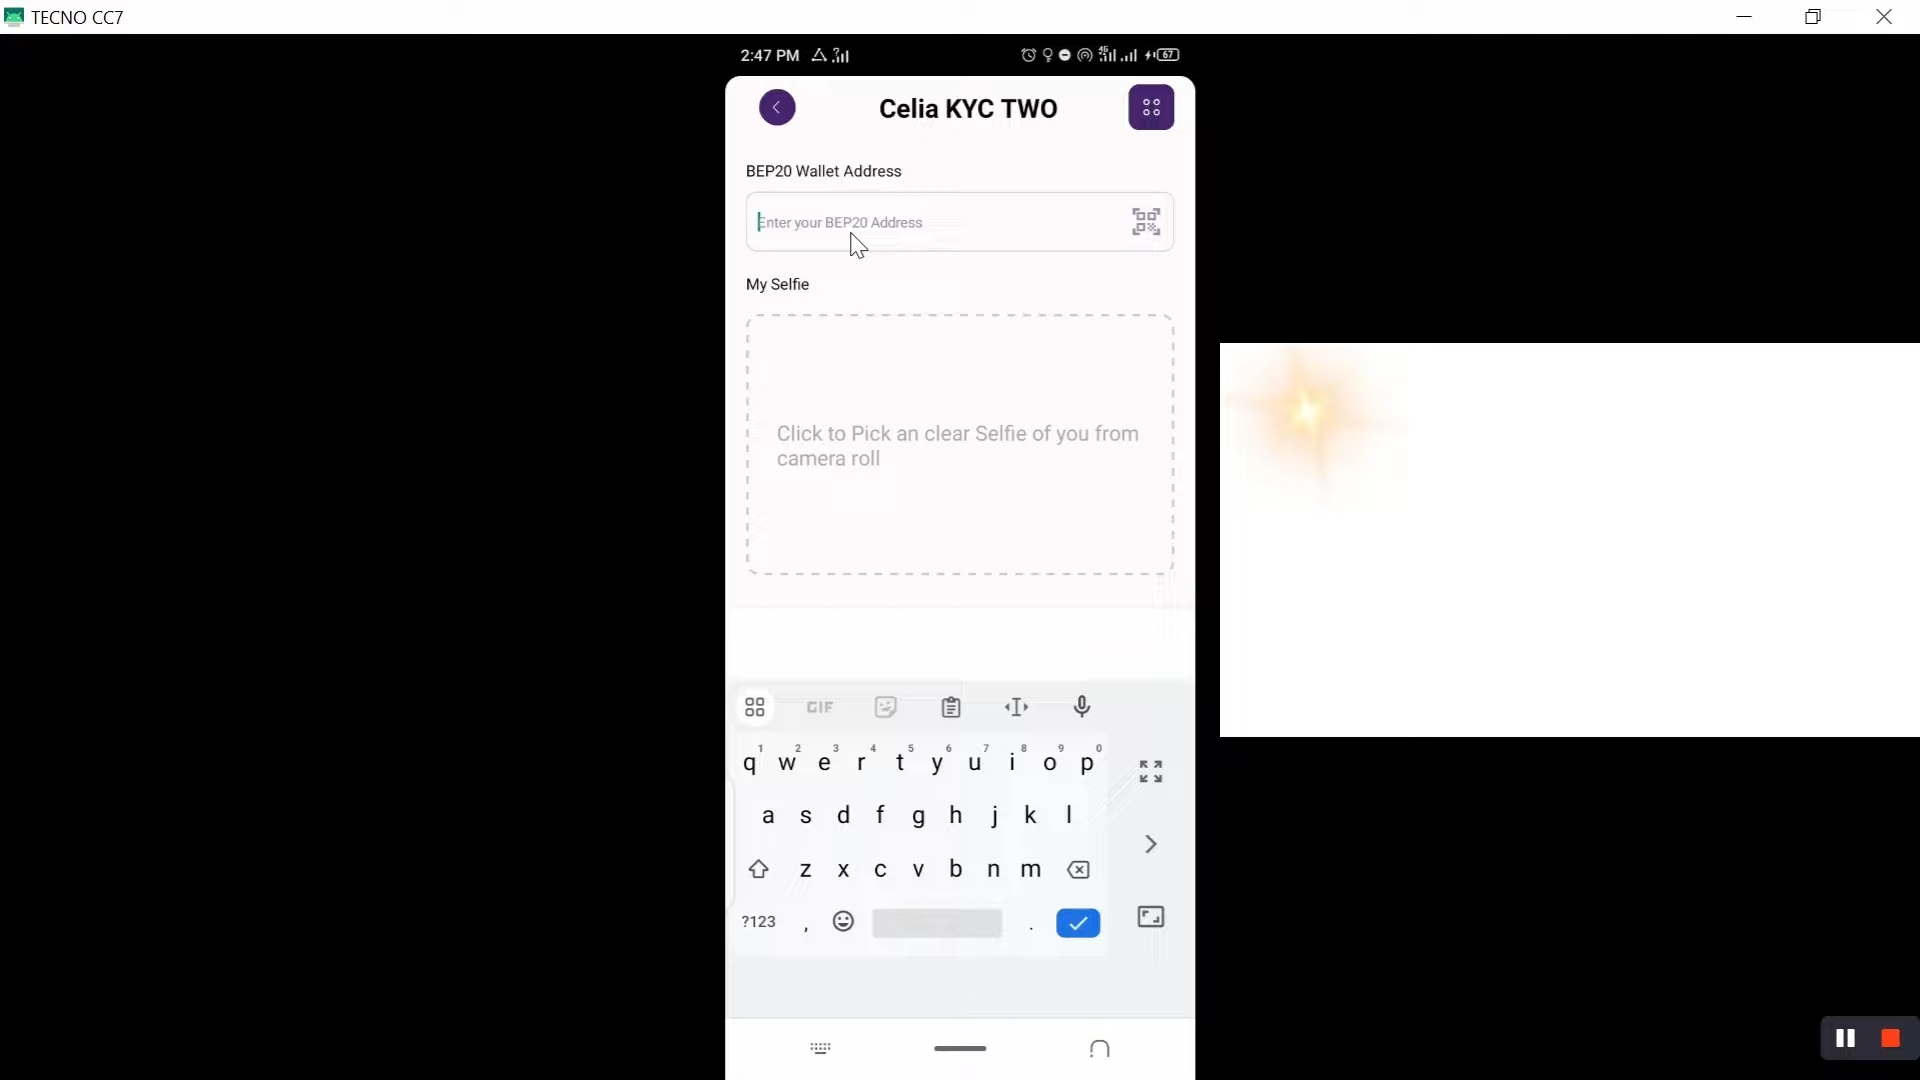 TECNO CC7
2:47 PM
67
Celia KYC TWO
BEP20 Wallet Address
Enter your BEP20 Address
My Selfie
Click to Pick an clear Selfie of you from
camera roll
GIF
1 2 3 4 5 6 7 8 9 0
q w e r t y u i o p
a s d f g h j k l
z x c v b n m
?123 , .